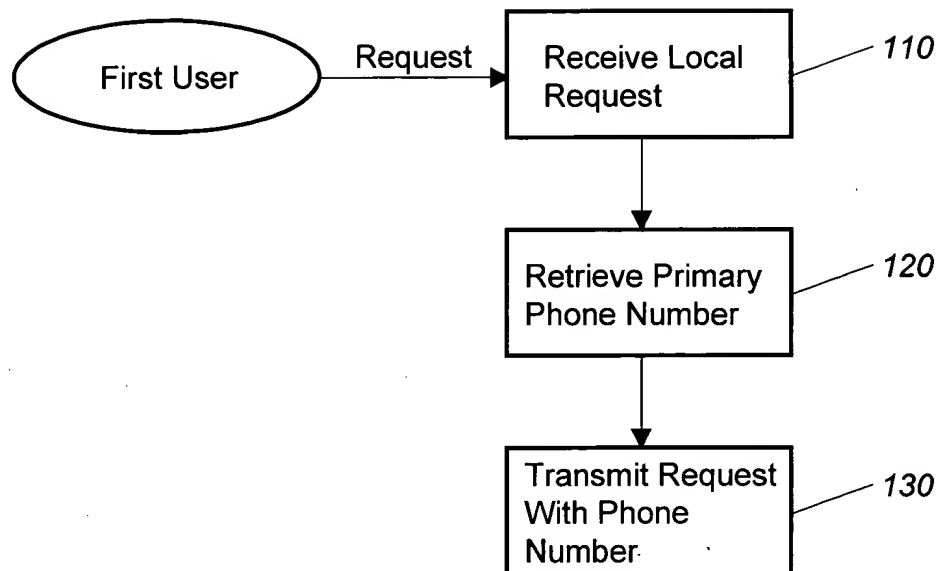 First User
Request
Receive Local
Request
110
Retrieve Primary
Phone Number
120
Transmit Request
With Phone
Number
130